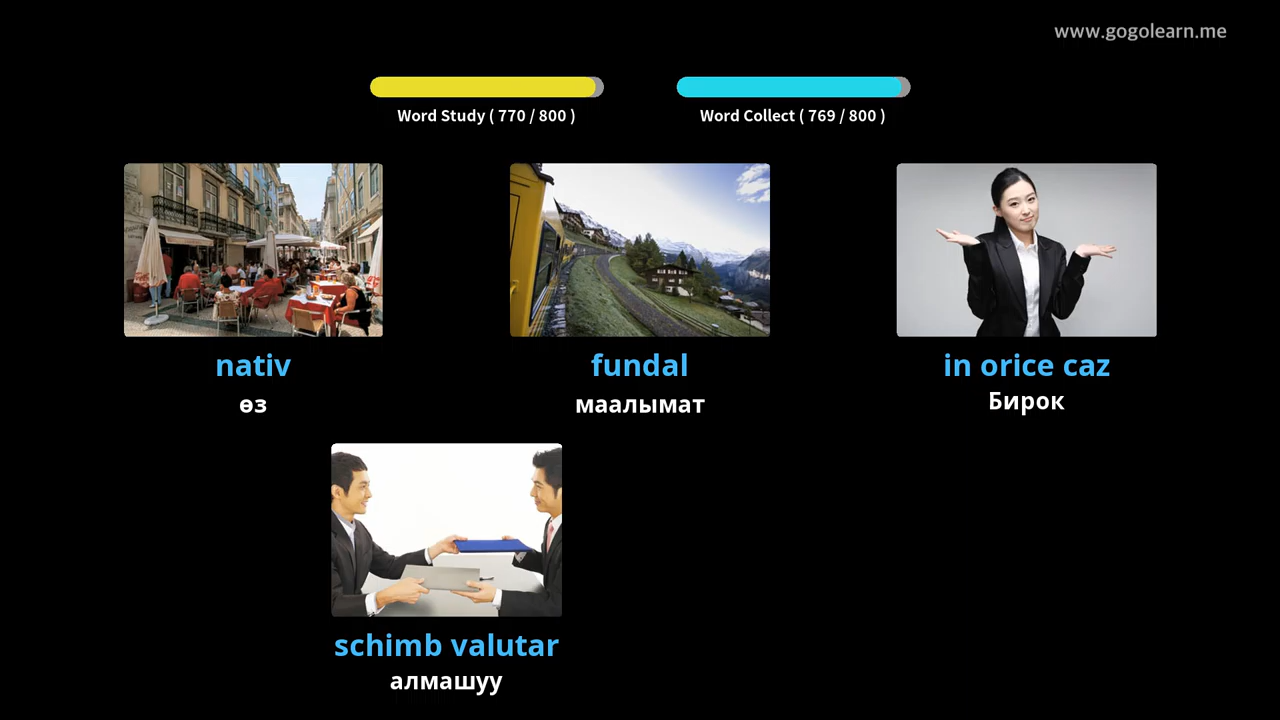 www.gogolearn.me
Word Study ( 770 / 800 )
Word Collect ( 769 / 800 )
nativ
өз
fundal
маалымат
in orice caz
Бирок
schimb valutar
алмашуу